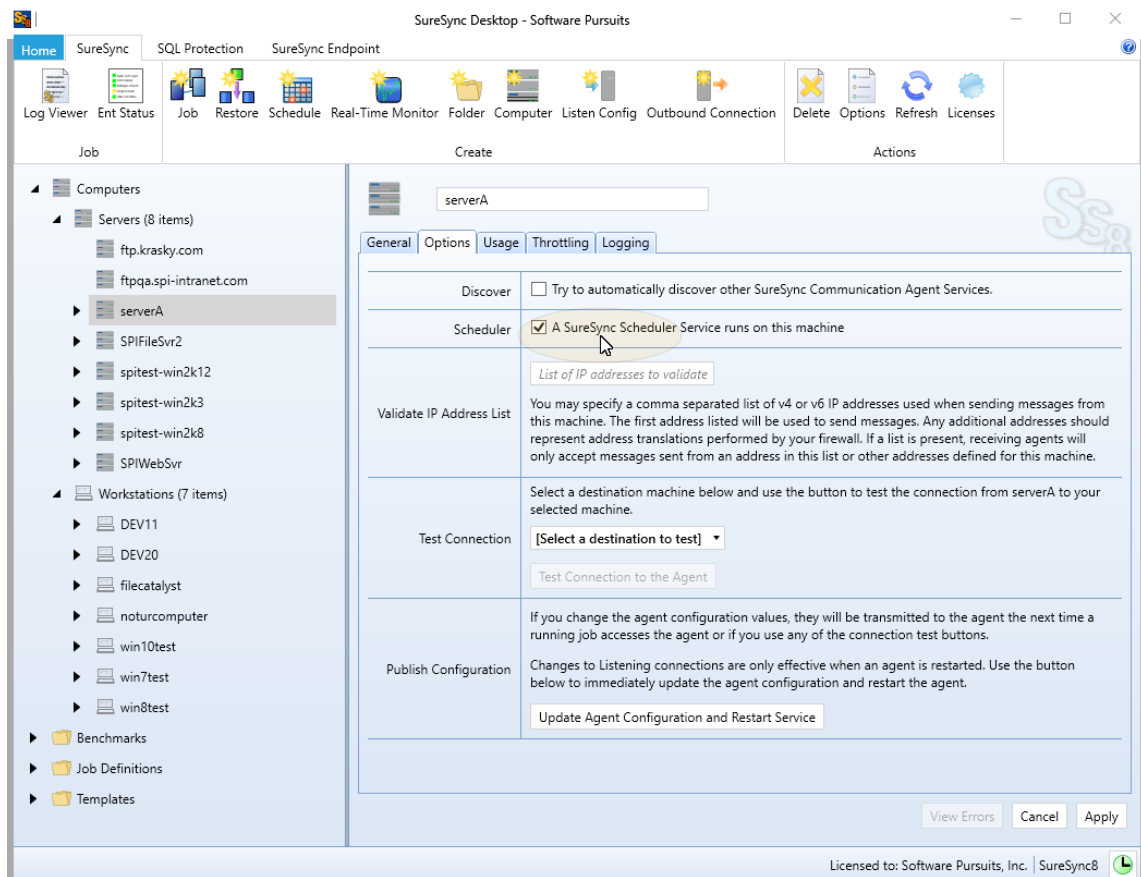 SureSync Desktop - Software Pursuits
Home SureSync SQL Protection SureSync Endpoint
Log Viewer Ent Status Job Restore Schedule Real-Time Monitor Folder Computer Listen Config Outbound Connection Delete Options Refresh Licenses
Job Create Actions
Computers
Servers (8 items)
ftp.krasky.com
ftpqa.spi-intranet.com
serverA
SPIFileSvr2
spitest-win2k12
spitest-win2k3
spitest-win2k8
SPIWebSvr
Workstations (7 items)
DEV11
DEV20
filecatalyst
noturcomputer
win10test
win7test
win8test
Benchmarks
Job Definitions
Templates
serverA
SS8
General Options Usage Throttling Logging
Discover
Try to automatically discover other SureSync Communication Agent Services.
Scheduler
A SureSync Scheduler Service runs on this machine
Validate IP Address List
List of IP addresses to validate
You may specify a comma separated list of v4 or v6 IP addresses used when sending messages from
this machine. The first address listed will be used to send messages. Any additional addresses should
represent address translations performed by your firewall. If a list is present, receiving agents will
only accept messages sent from an address in this list or other addresses defined for this machine.
Test Connection
Select a destination machine below and use the button to test the connection from serverA to your
selected machine.
[Select a destination to test]
Test Connection to the Agent
Publish Configuration
If you change the agent configuration values, they will be transmitted to the agent the next time a
running job accesses the agent or if you use any of the connection test buttons.
Changes to Listening connections are only effective when an agent is restarted. Use the button
below to immediately update the agent configuration and restart the agent.
Update Agent Configuration and Restart Service
View Errors Cancel Apply
Licensed to: Software Pursuits, Inc. SureSync8